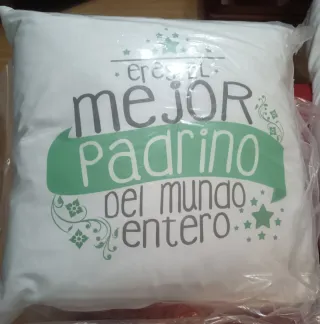 ERES EL
mEJOR
PaDRINO
DEL muNDO
ENTERO